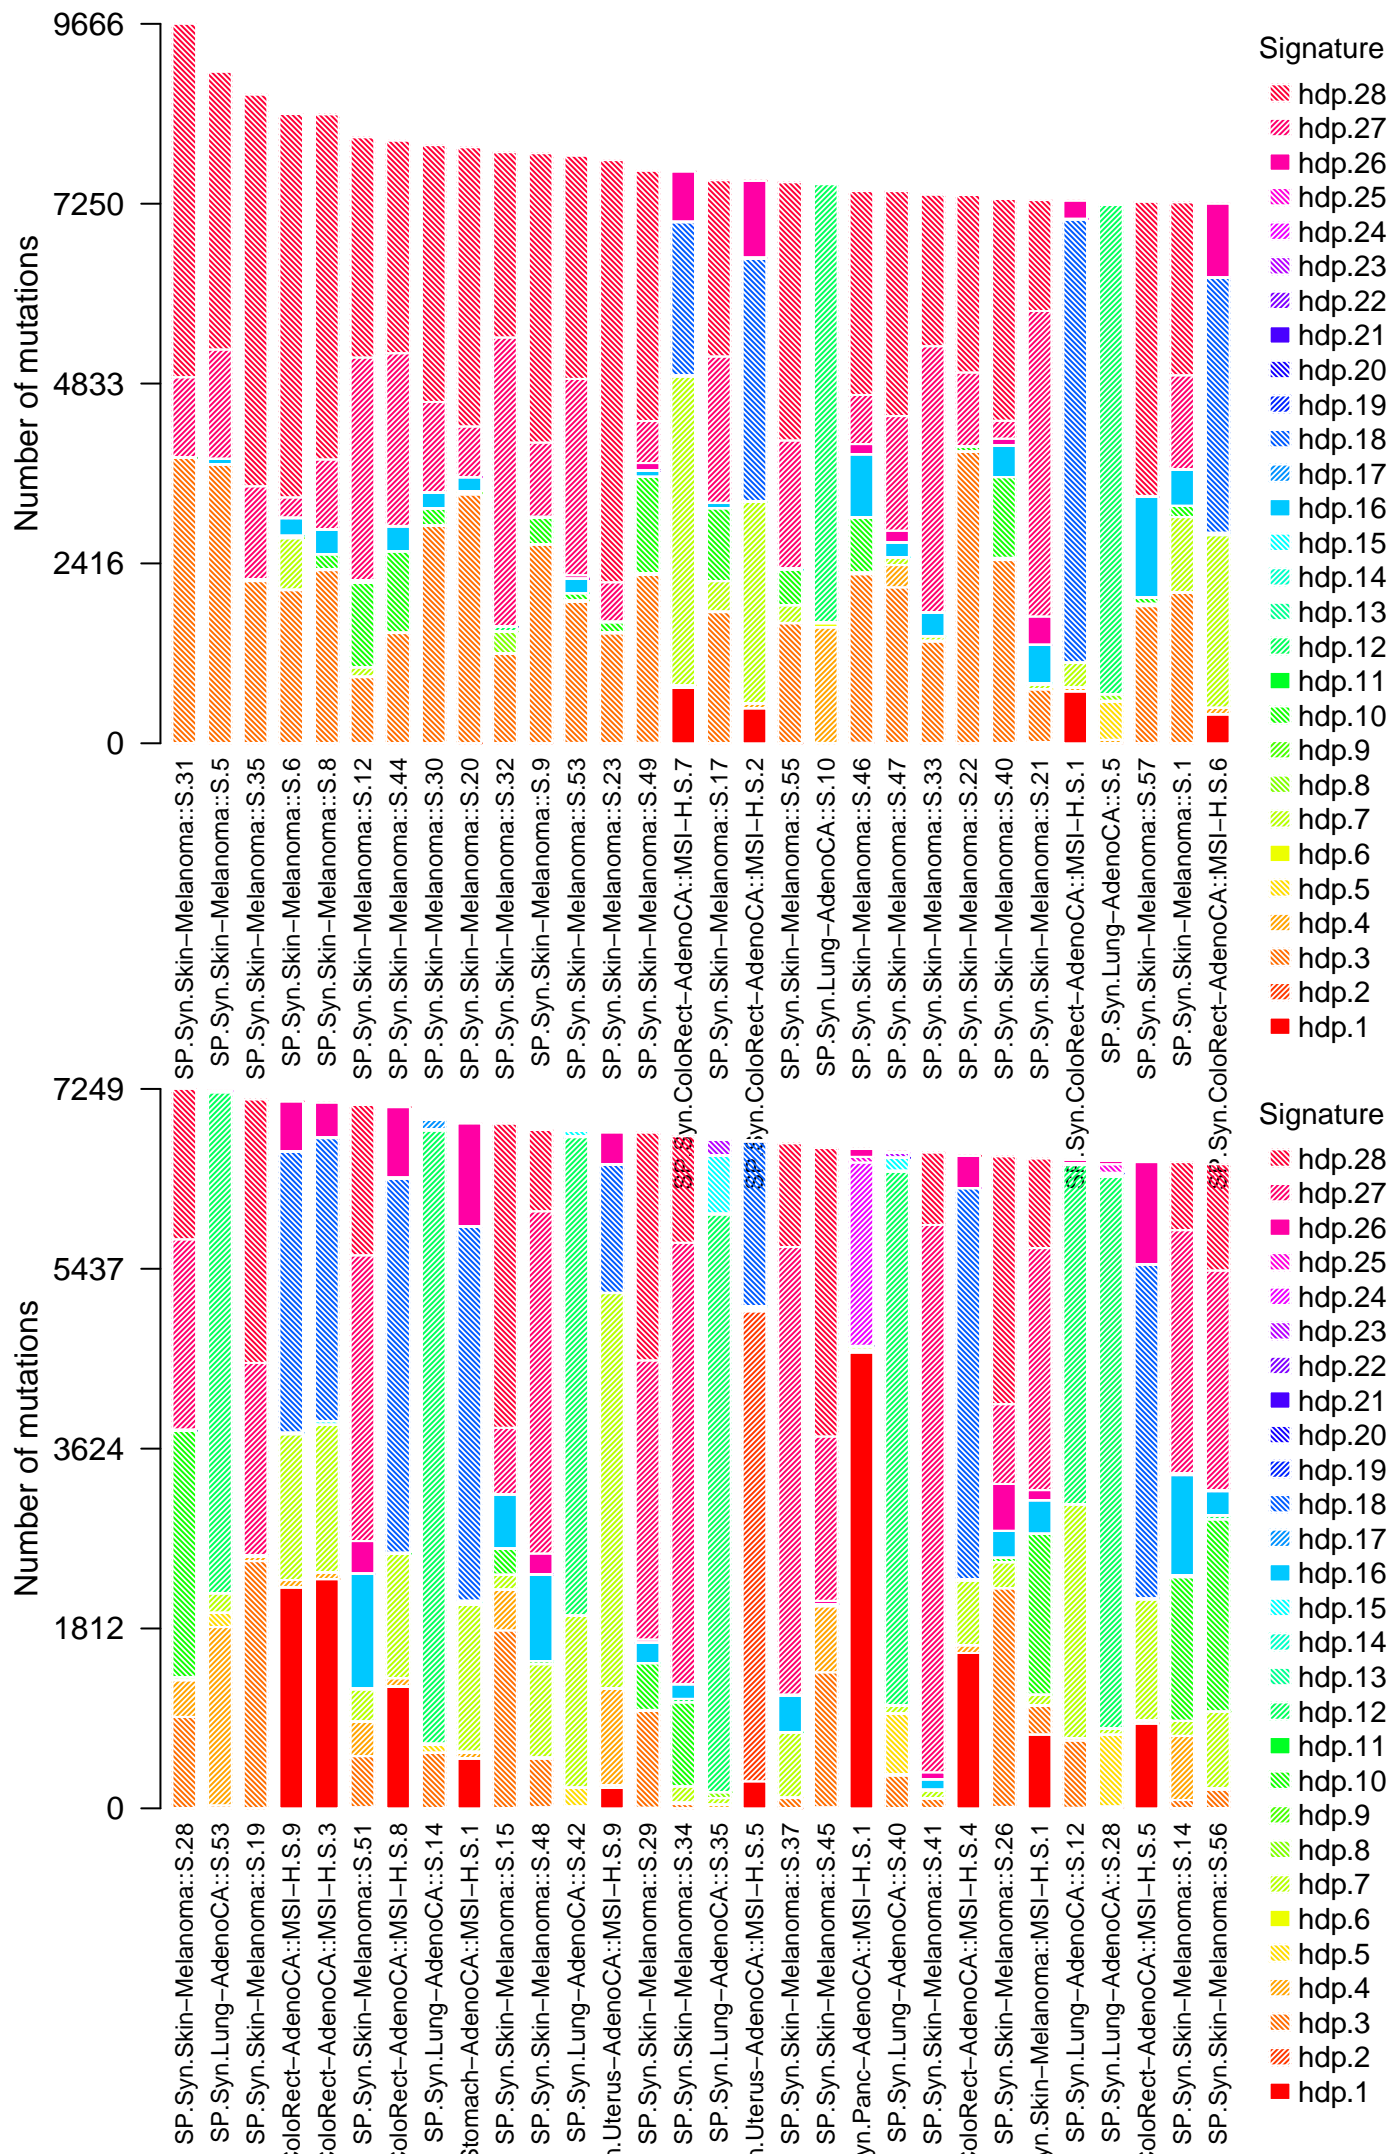 9666
7250
4833
2416
0
Number of mutations
SP.Syn.Skin−Melanoma::S.31
SP.Syn.Skin−Melanoma::S.5
SP.Syn.Skin−Melanoma::S.35
SP.Syn.Skin−Melanoma::S.6
SP.Syn.Skin−Melanoma::S.8
SP.Syn.Skin−Melanoma::S.12
SP.Syn.Skin−Melanoma::S.44
SP.Syn.Skin−Melanoma::S.30
SP.Syn.Skin−Melanoma::S.20
SP.Syn.Skin−Melanoma::S.32
SP.Syn.Skin−Melanoma::S.9
SP.Syn.Skin−Melanoma::S.53
SP.Syn.Skin−Melanoma::S.23
SP.Syn.Skin−Melanoma::S.49
SP.Syn.ColoRect−AdenoCA::MSI−H.S.7
SP.Syn.Skin−Melanoma::S.17
SP.Syn.ColoRect−AdenoCA::MSI−H.S.2
SP.Syn.Skin−Melanoma::S.55
SP.Syn.Lung−AdenoCA::S.10
SP.Syn.Skin−Melanoma::S.46
SP.Syn.Skin−Melanoma::S.47
SP.Syn.Skin−Melanoma::S.33
SP.Syn.Skin−Melanoma::S.22
SP.Syn.Skin−Melanoma::S.40
SP.Syn.Skin−Melanoma::S.21
SP.Syn.ColoRect−AdenoCA::MSI−H.S.1
SP.Syn.Lung−AdenoCA::S.5
SP.Syn.Skin−Melanoma::S.57
SP.Syn.Skin−Melanoma::S.1
SP.Syn.ColoRect−AdenoCA::MSI−H.S.6
Signature
hdp.28
hdp.27
hdp.26
hdp.25
hdp.24
hdp.23
hdp.22
hdp.21
hdp.20
hdp.19
hdp.18
hdp.17
hdp.16
hdp.15
hdp.14
hdp.13
hdp.12
hdp.11
hdp.10
hdp.9
hdp.8
hdp.7
hdp.6
hdp.5
hdp.4
hdp.3
hdp.2
hdp.1
7249
5437
3624
1812
0
Number of mutations
SP.Syn.Skin−Melanoma::S.28
SP.Syn.Lung−AdenoCA::S.53
SP.Syn.Skin−Melanoma::S.19
ColoRect−AdenoCA::MSI−H.S.9
ColoRect−AdenoCA::MSI−H.S.3
SP.Syn.Skin−Melanoma::S.51
ColoRect−AdenoCA::MSI−H.S.8
SP.Syn.Lung−AdenoCA::S.14
Stomach−AdenoCA::MSI−H.S.1
SP.Syn.Skin−Melanoma::S.15
SP.Syn.Skin−Melanoma::S.48
SP.Syn.Lung−AdenoCA::S.42
n.Uterus−AdenoCA::MSI−H.S.9
SP.Syn.Skin−Melanoma::S.29
SP.Syn.Skin−Melanoma::S.34
SP.Syn.Lung−AdenoCA::S.35
n.Uterus−AdenoCA::MSI−H.S.5
SP.Syn.Skin−Melanoma::S.37
SP.Syn.Skin−Melanoma::S.45
yn.Panc−AdenoCA::MSI−H.S.1
SP.Syn.Lung−AdenoCA::S.40
SP.Syn.Skin−Melanoma::S.41
ColoRect−AdenoCA::MSI−H.S.4
SP.Syn.Skin−Melanoma::S.26
Syn.Skin−Melanoma::MSI−H.S.1
SP.Syn.Lung−AdenoCA::S.12
SP.Syn.Lung−AdenoCA::S.28
ColoRect−AdenoCA::MSI−H.S.5
SP.Syn.Skin−Melanoma::S.14
SP.Syn.Skin−Melanoma::S.56
Signature
hdp.28
hdp.27
hdp.26
hdp.25
hdp.24
hdp.23
hdp.22
hdp.21
hdp.20
hdp.19
hdp.18
hdp.17
hdp.16
hdp.15
hdp.14
hdp.13
hdp.12
hdp.11
hdp.10
hdp.9
hdp.8
hdp.7
hdp.6
hdp.5
hdp.4
hdp.3
hdp.2
hdp.1